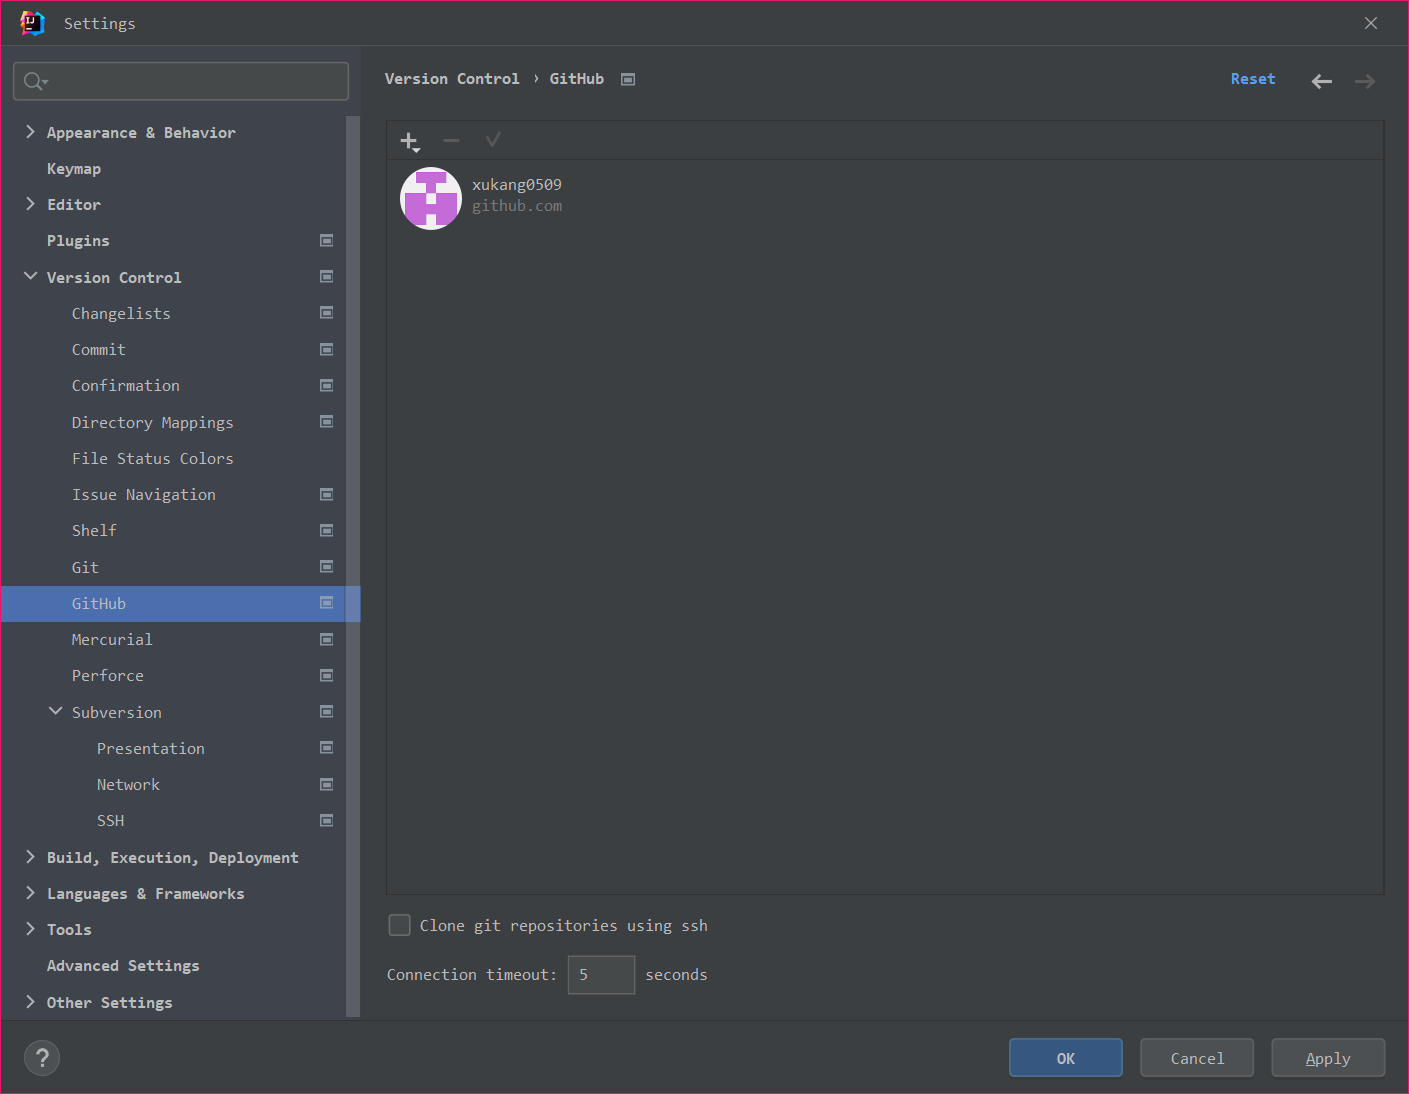 Settings
Version Control › GitHub
Reset
Appearance & Behavior
Keymap
Editor
Plugins
Version Control
Changelists
Commit
Confirmation
Directory Mappings
File Status Colors
Issue Navigation
Shelf
Git
GitHub
Mercurial
Perforce
Subversion
Presentation
Network
SSH
Build, Execution, Deployment
Languages & Frameworks
Tools
Advanced Settings
Other Settings
xukang0509
github.com
Clone git repositories using ssh
Connection timeout: 5 seconds
?
OK
Cancel
Apply